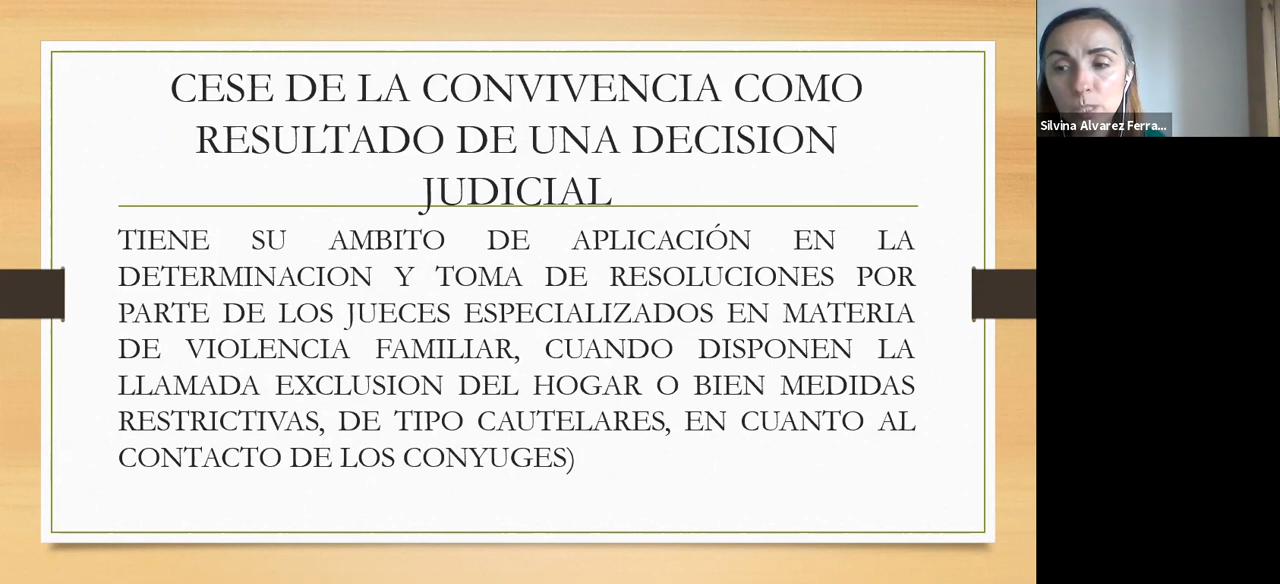 CESE DE LA CONVIVENCIA COMO
RESULTADO DE UNA DECISION
JUDICIAL
TIENE SU AMBITO DE APLICACIÓN EN LA
DETERMINACION Y TOMA DE RESOLUCIONES POR
PARTE DE LOS JUECES ESPECIALIZADOS EN MATERIA
DE VIOLENCIA FAMILIAR, CUANDO DISPONEN LA
LLAMADA EXCLUSION DEL HOGAR O BIEN MEDIDAS
RESTRICTIVAS, DE TIPO CAUTELARES, EN CUANTO AL
CONTACTO DE LOS CONYUGES)
Silvina Alvarez Ferra...